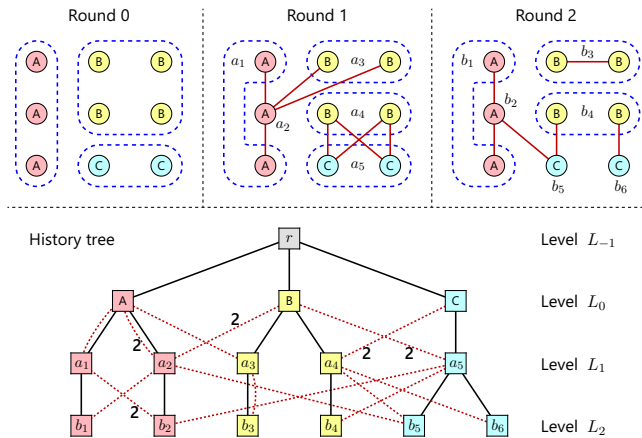 Round 0 Round 1 Round 2
A B B a₁ A B a₃ B b₁ A B b₃ B
A B B A a₂ B a₄ B b₂ A B b₄ B
A C C A C a₅ C A C b₅ C b₆
History tree r Level L₋₁
A B C Level L₀
2
2 2 2
a₁ a₂ a₃ a₄ a₅ Level L₁
2
b₁ b₂ b₃ b₄ b₅ b₆ Level L₂